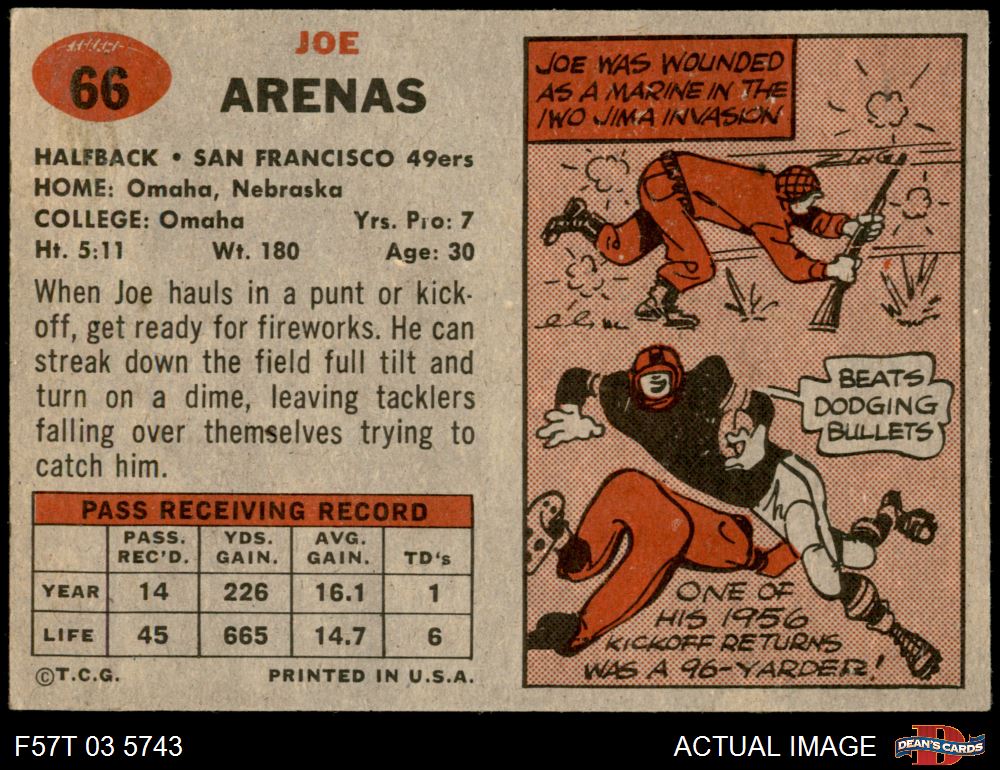 66
JOE
ARENAS
HALFBACK • SAN FRANCISCO 49ers
HOME: Omaha, Nebraska
COLLEGE: Omaha Yrs. Pro: 7
Ht. 5:11 Wt. 180 Age: 30
When Joe hauls in a punt or kick-
off, get ready for fireworks. He can
streak down the field full tilt and
turn on a dime, leaving tacklers
falling over themselves trying to
catch him.
PASS RECEIVING RECORD
PASS. REC'D. YDS. GAIN. AVG. GAIN. TD's
YEAR 14 226 16.1 1
LIFE 45 665 14.7 6
©T.C.G. PRINTED IN U.S.A.
JOE WAS WOUNDED
AS A MARINE IN THE
IWO JIMA INVASION
ZING
BEATS
DODGING
BULLETS
ONE OF
HIS 1956
KICKOFF RETURNS
WAS A 96-YARDER!
F57T 03 5743
ACTUAL IMAGE
D
DEAN'S CARDS